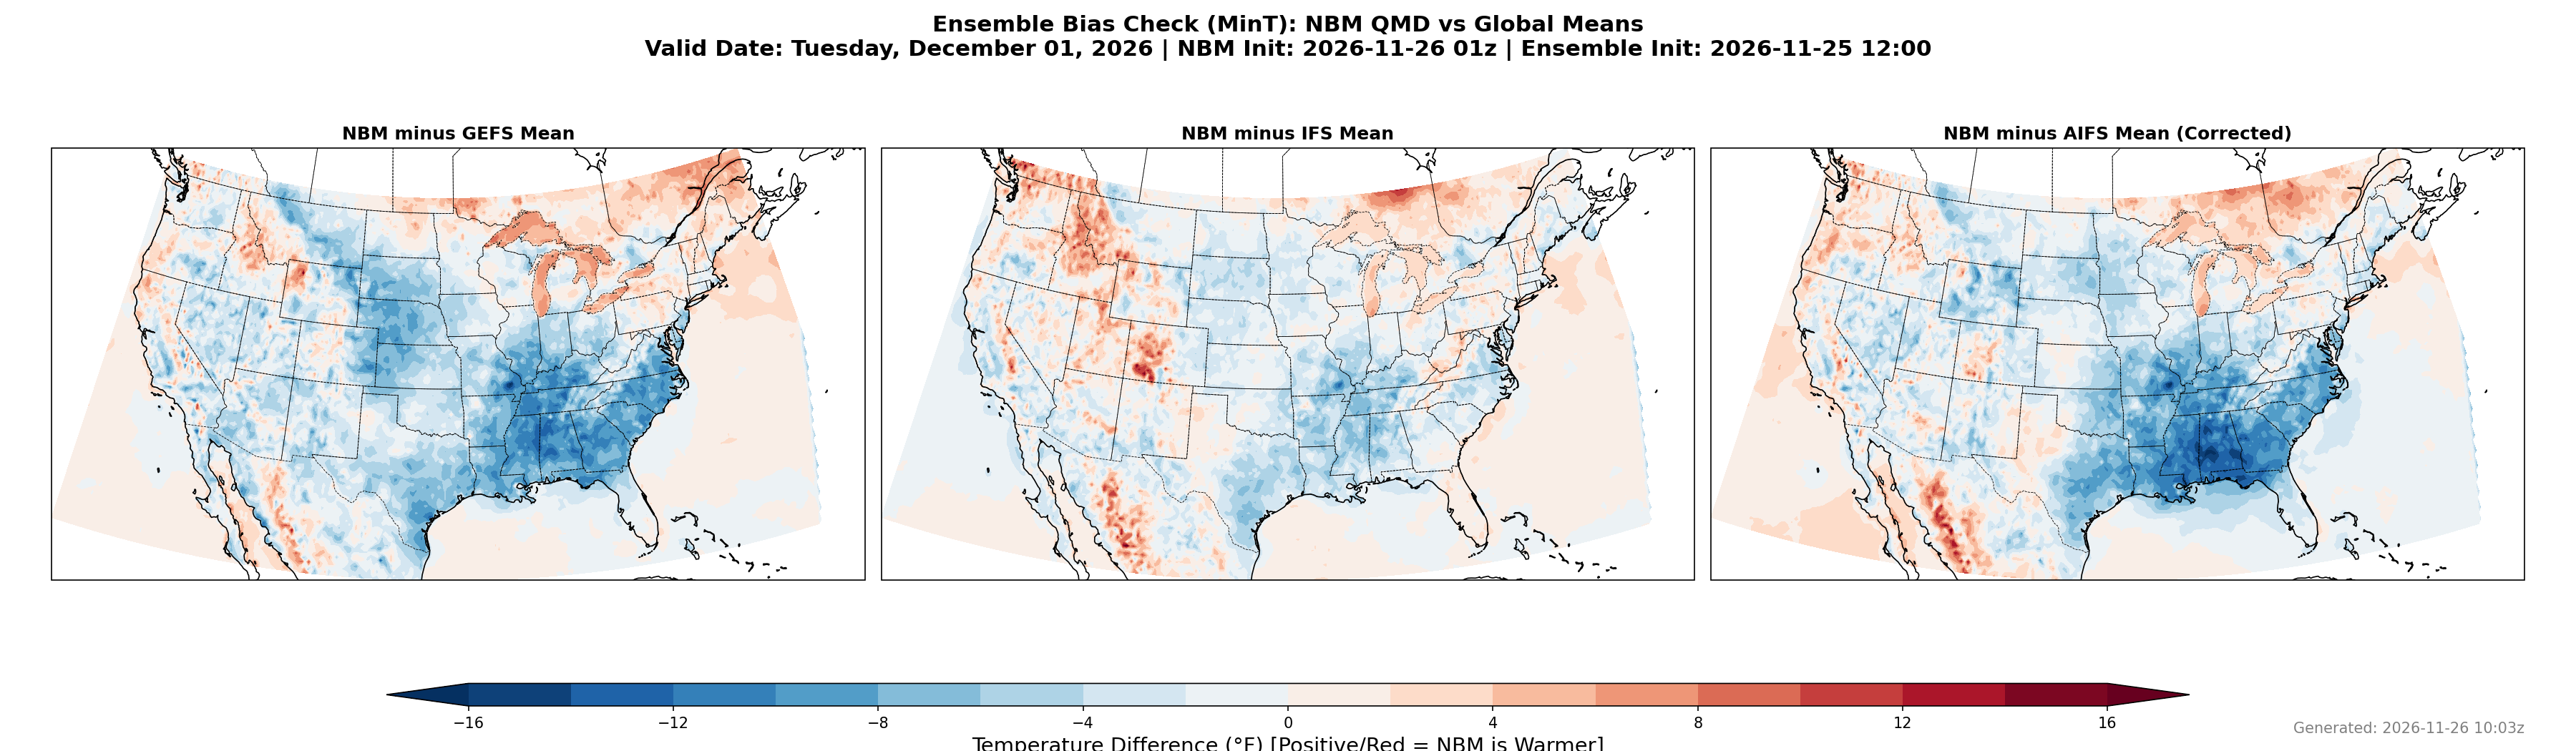 Ensemble Bias Check (MinT): NBM QMD vs Global Means
Valid Date: Tuesday, December 01, 2026 | NBM Init: 2026-11-26 01z | Ensemble Init: 2026-11-25 12:00
NBM minus GEFS Mean
NBM minus IFS Mean
NBM minus AIFS Mean (Corrected)
−16 −12 −8 −4 0 4 8 12 16
Generated: 2026-11-26 10:03z
Temperature Difference (°F) [Positive/Red = NBM is Warmer]